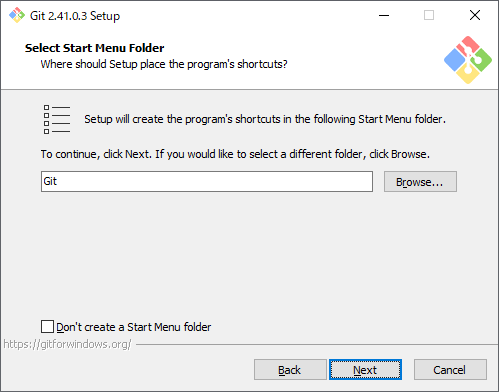 Git 2.41.0.3 Setup
Select Start Menu Folder
Where should Setup place the program's shortcuts?
Setup will create the program's shortcuts in the following Start Menu folder.
To continue, click Next. If you would like to select a different folder, click Browse.
Git
Browse...
Don't create a Start Menu folder
https://gitforwindows.org/
Back
Next
Cancel